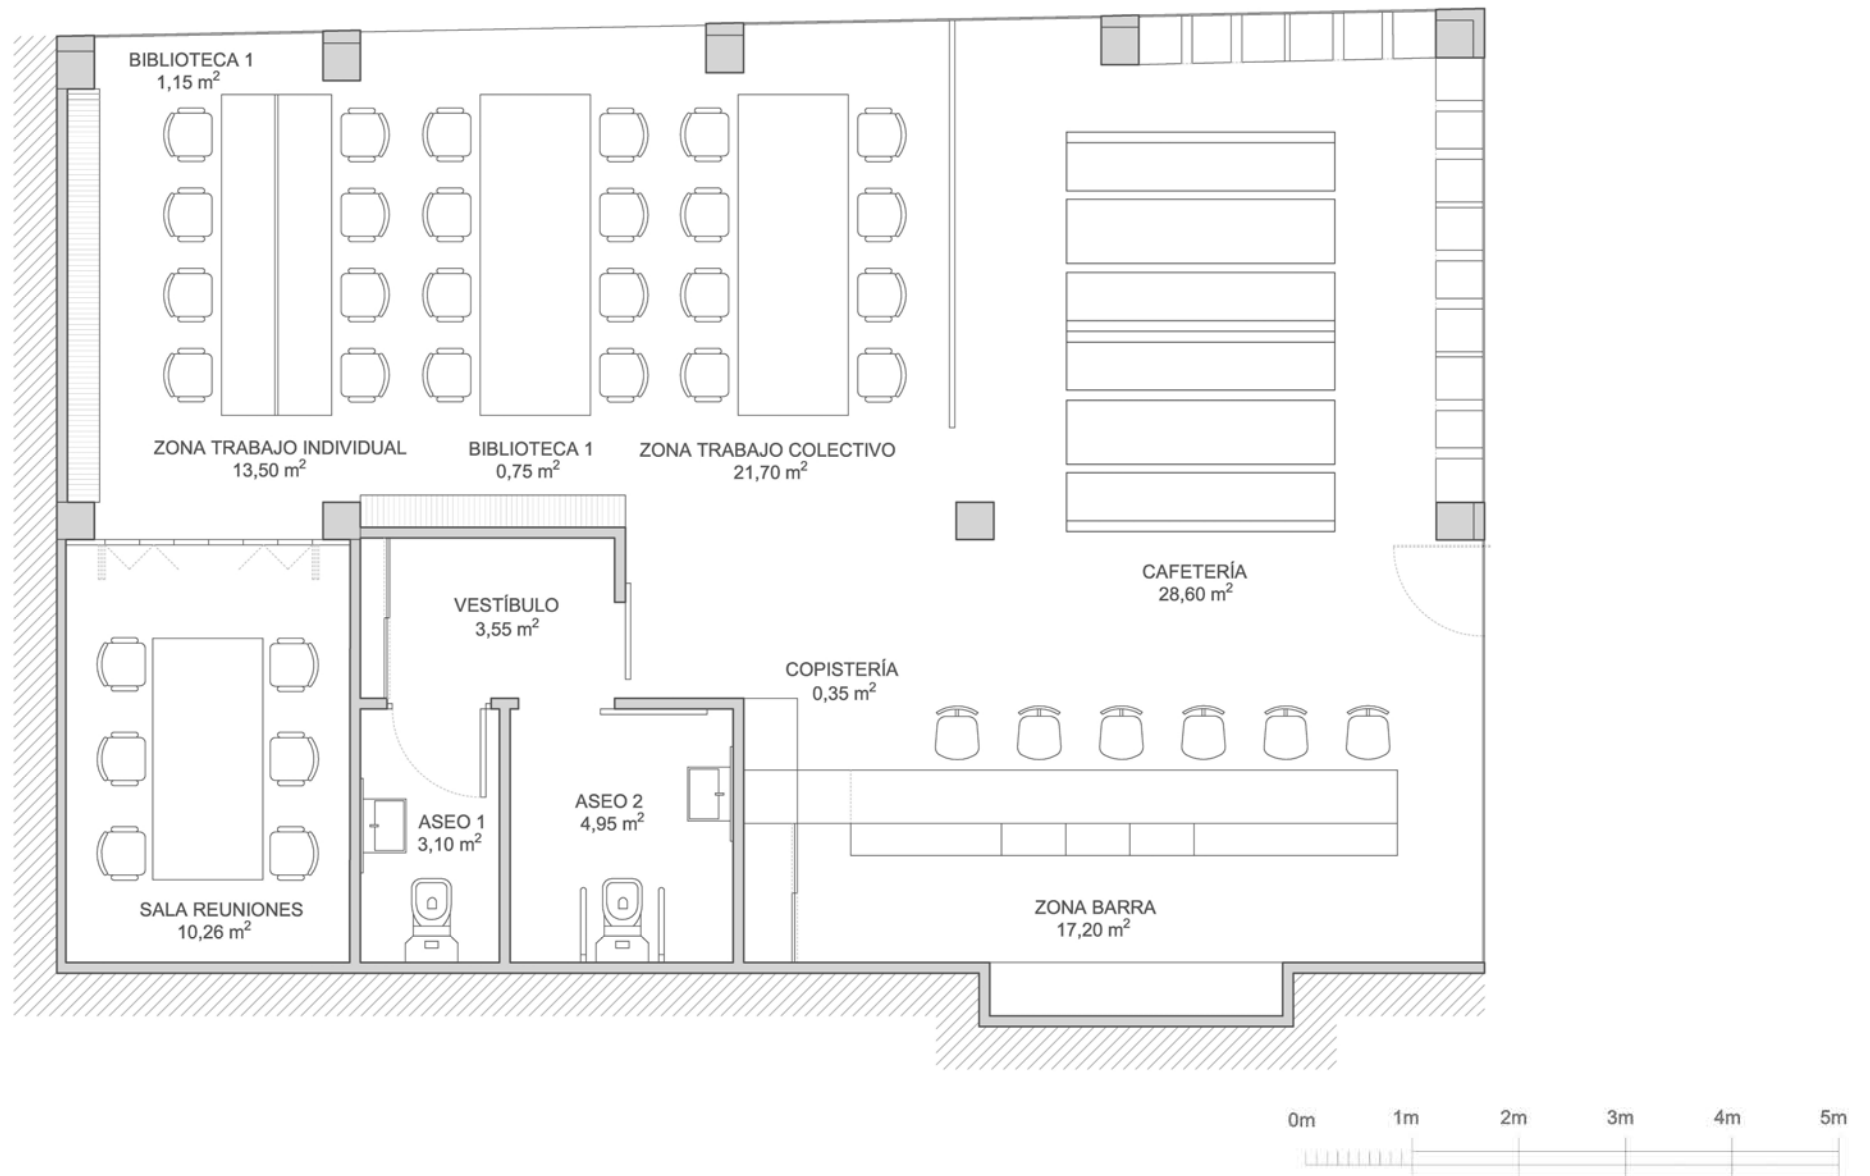 BIBLIOTECA 1
1,15 m²
ZONA TRABAJO INDIVIDUAL
13,50 m²
BIBLIOTECA 1
0,75 m²
ZONA TRABAJO COLECTIVO
21,70 m²
CAFETERÍA
28,60 m²
VESTÍBULO
3,55 m²
COPISTERÍA
0,35 m²
ASEO 1
3,10 m²
ASEO 2
4,95 m²
SALA REUNIONES
10,26 m²
ZONA BARRA
17,20 m²
0m 1m 2m 3m 4m 5m